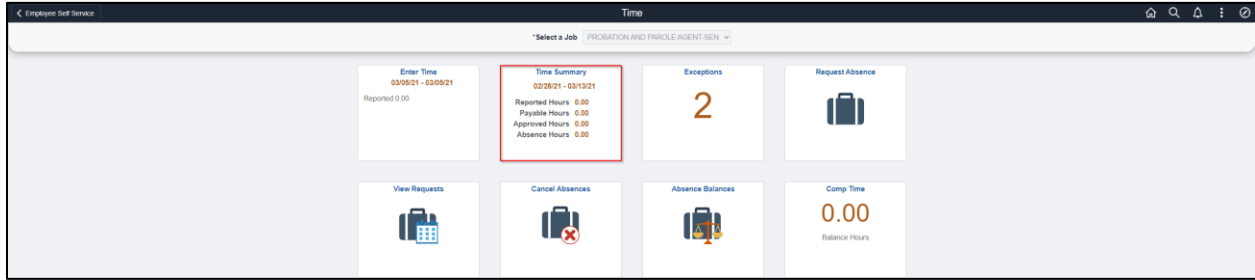 Employee Self Service
Time
*Select a Job PROBATION AND PAROLE AGENT-SEN
Enter Time
03/05/21 - 03/05/21
Reported 0.00
Time Summary
02/28/21 - 03/13/21
Reported Hours 0.00
Payable Hours 0.00
Approved Hours 0.00
Absence Hours 0.00
Exceptions
2
Request Absence
View Requests
Cancel Absences
Absence Balances
Comp Time
0.00
Balance Hours